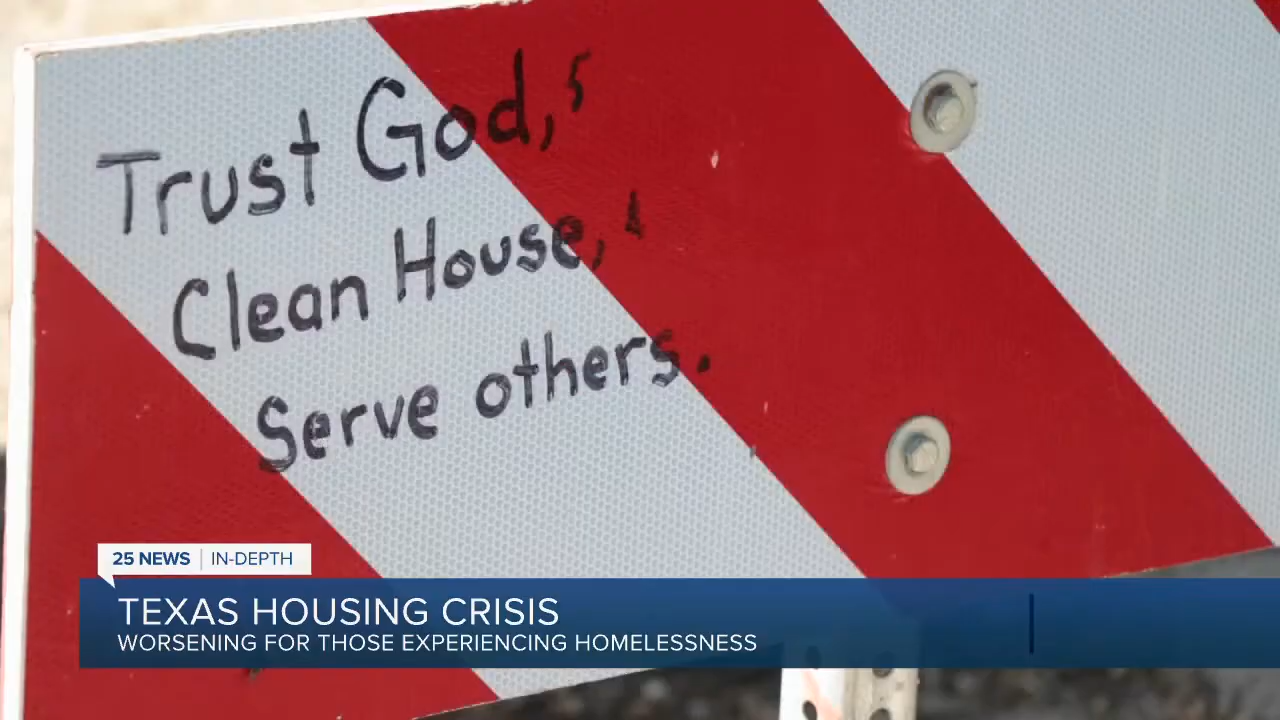 Trust God,
Clean House,
Serve others.
25 NEWS | IN-DEPTH
TEXAS HOUSING CRISIS
WORSENING FOR THOSE EXPERIENCING HOMELESSNESS